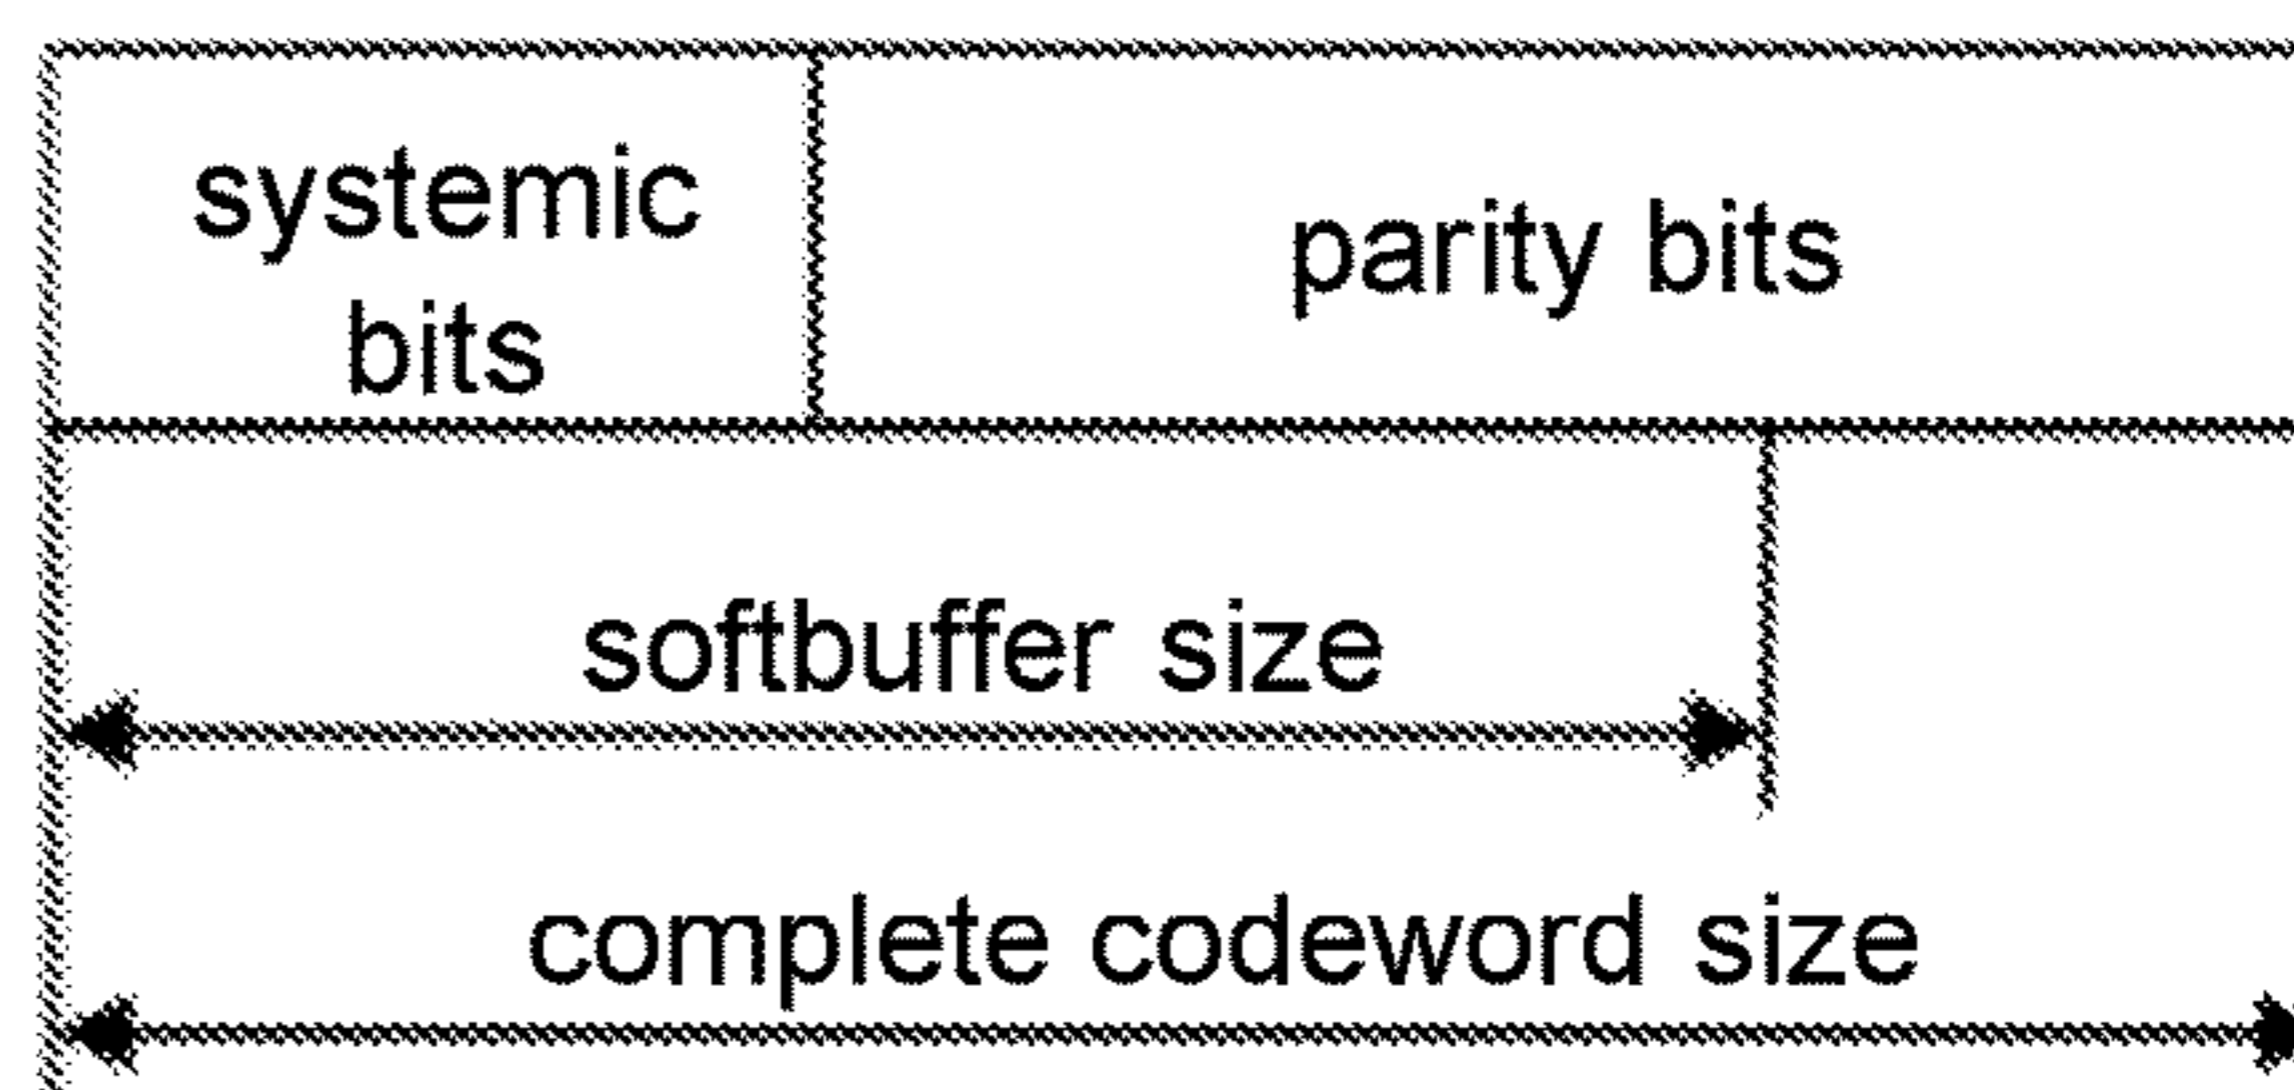 systemic
bits
parity bits
softbuffer size
complete codeword size